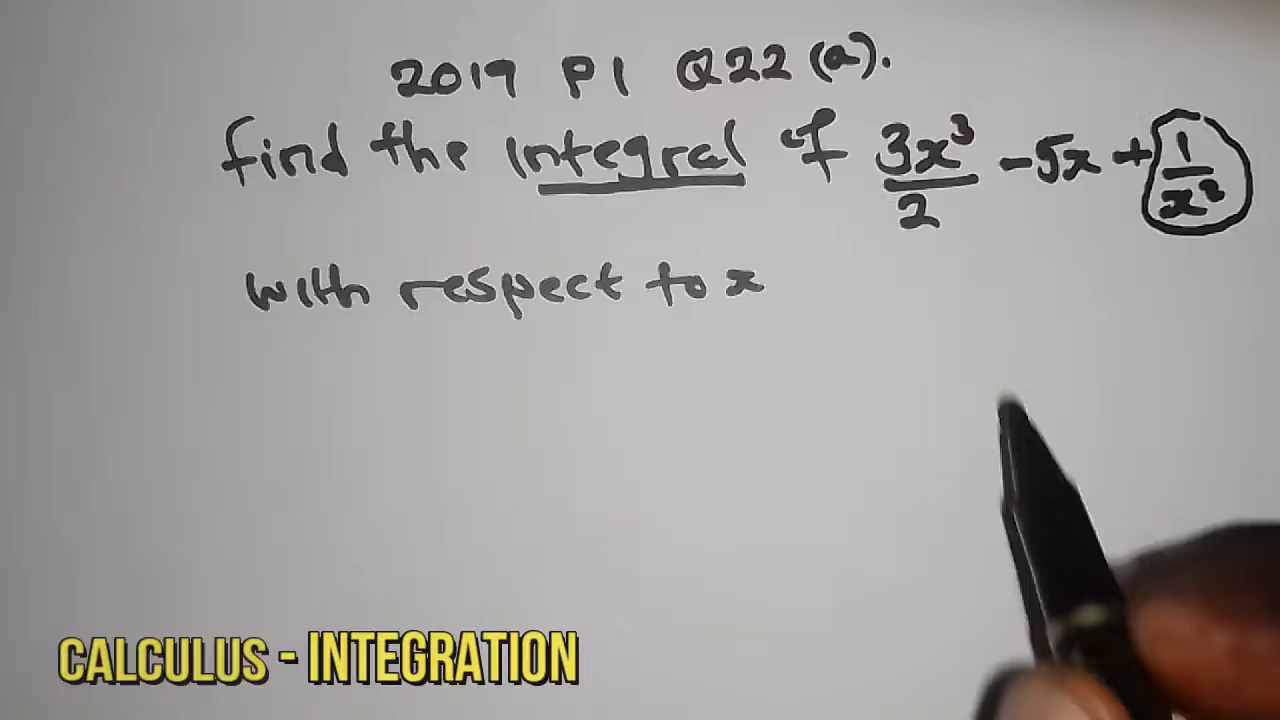 2019 P1 Q22 (a).
find the integral of 3x³/2 - 5x + 1/x²
with respect to x
CALCULUS - INTEGRATION